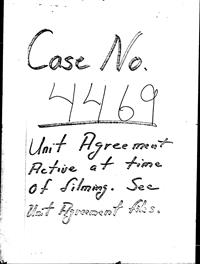 Case No.
4469
Unit Agreement
Active at time
of filming. See
Unit Agreement files.